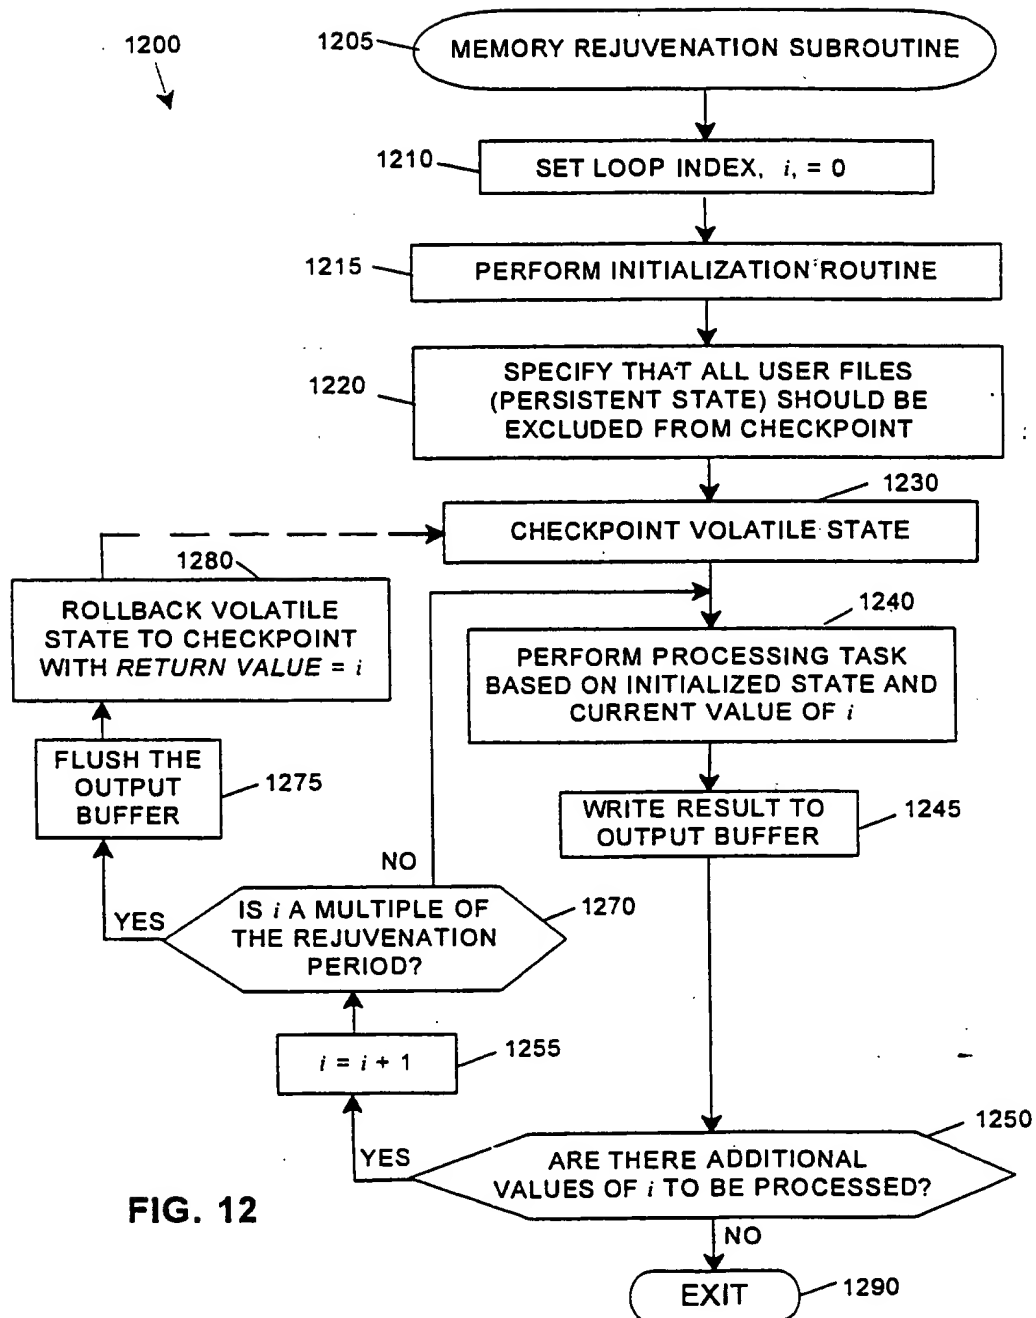 1200
1205
MEMORY REJUVENATION SUBROUTINE
1210
SET LOOP INDEX, i, = 0
1215
PERFORM INITIALIZATION ROUTINE
1220
SPECIFY THAT ALL USER FILES
(PERSISTENT STATE) SHOULD BE
EXCLUDED FROM CHECKPOINT
1230
CHECKPOINT VOLATILE STATE
1280
ROLLBACK VOLATILE
STATE TO CHECKPOINT
WITH RETURN VALUE = i
1240
PERFORM PROCESSING TASK
BASED ON INITIALIZED STATE AND
CURRENT VALUE OF i
FLUSH THE
OUTPUT
BUFFER
1275
WRITE RESULT TO
OUTPUT BUFFER
1245
NO
YES
IS i A MULTIPLE OF
THE REJUVENATION
PERIOD?
1270
i = i + 1
1255
1250
YES
ARE THERE ADDITIONAL
VALUES OF i TO BE PROCESSED?
FIG. 12
NO
EXIT
1290